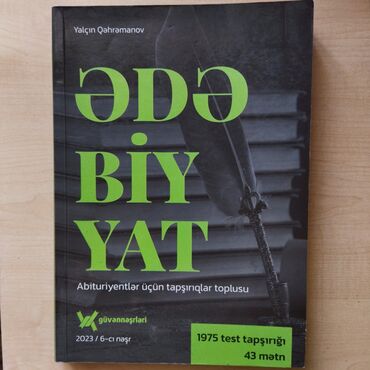 Yalçın Qəhrəmanov
ƏDƏ
BİY
YAT
Abituriyentlər üçün tapşırıqlar toplusu
güvənnəşrləri
2023 / 6-cı nəşr
1975 test tapşırığı
43 mətn